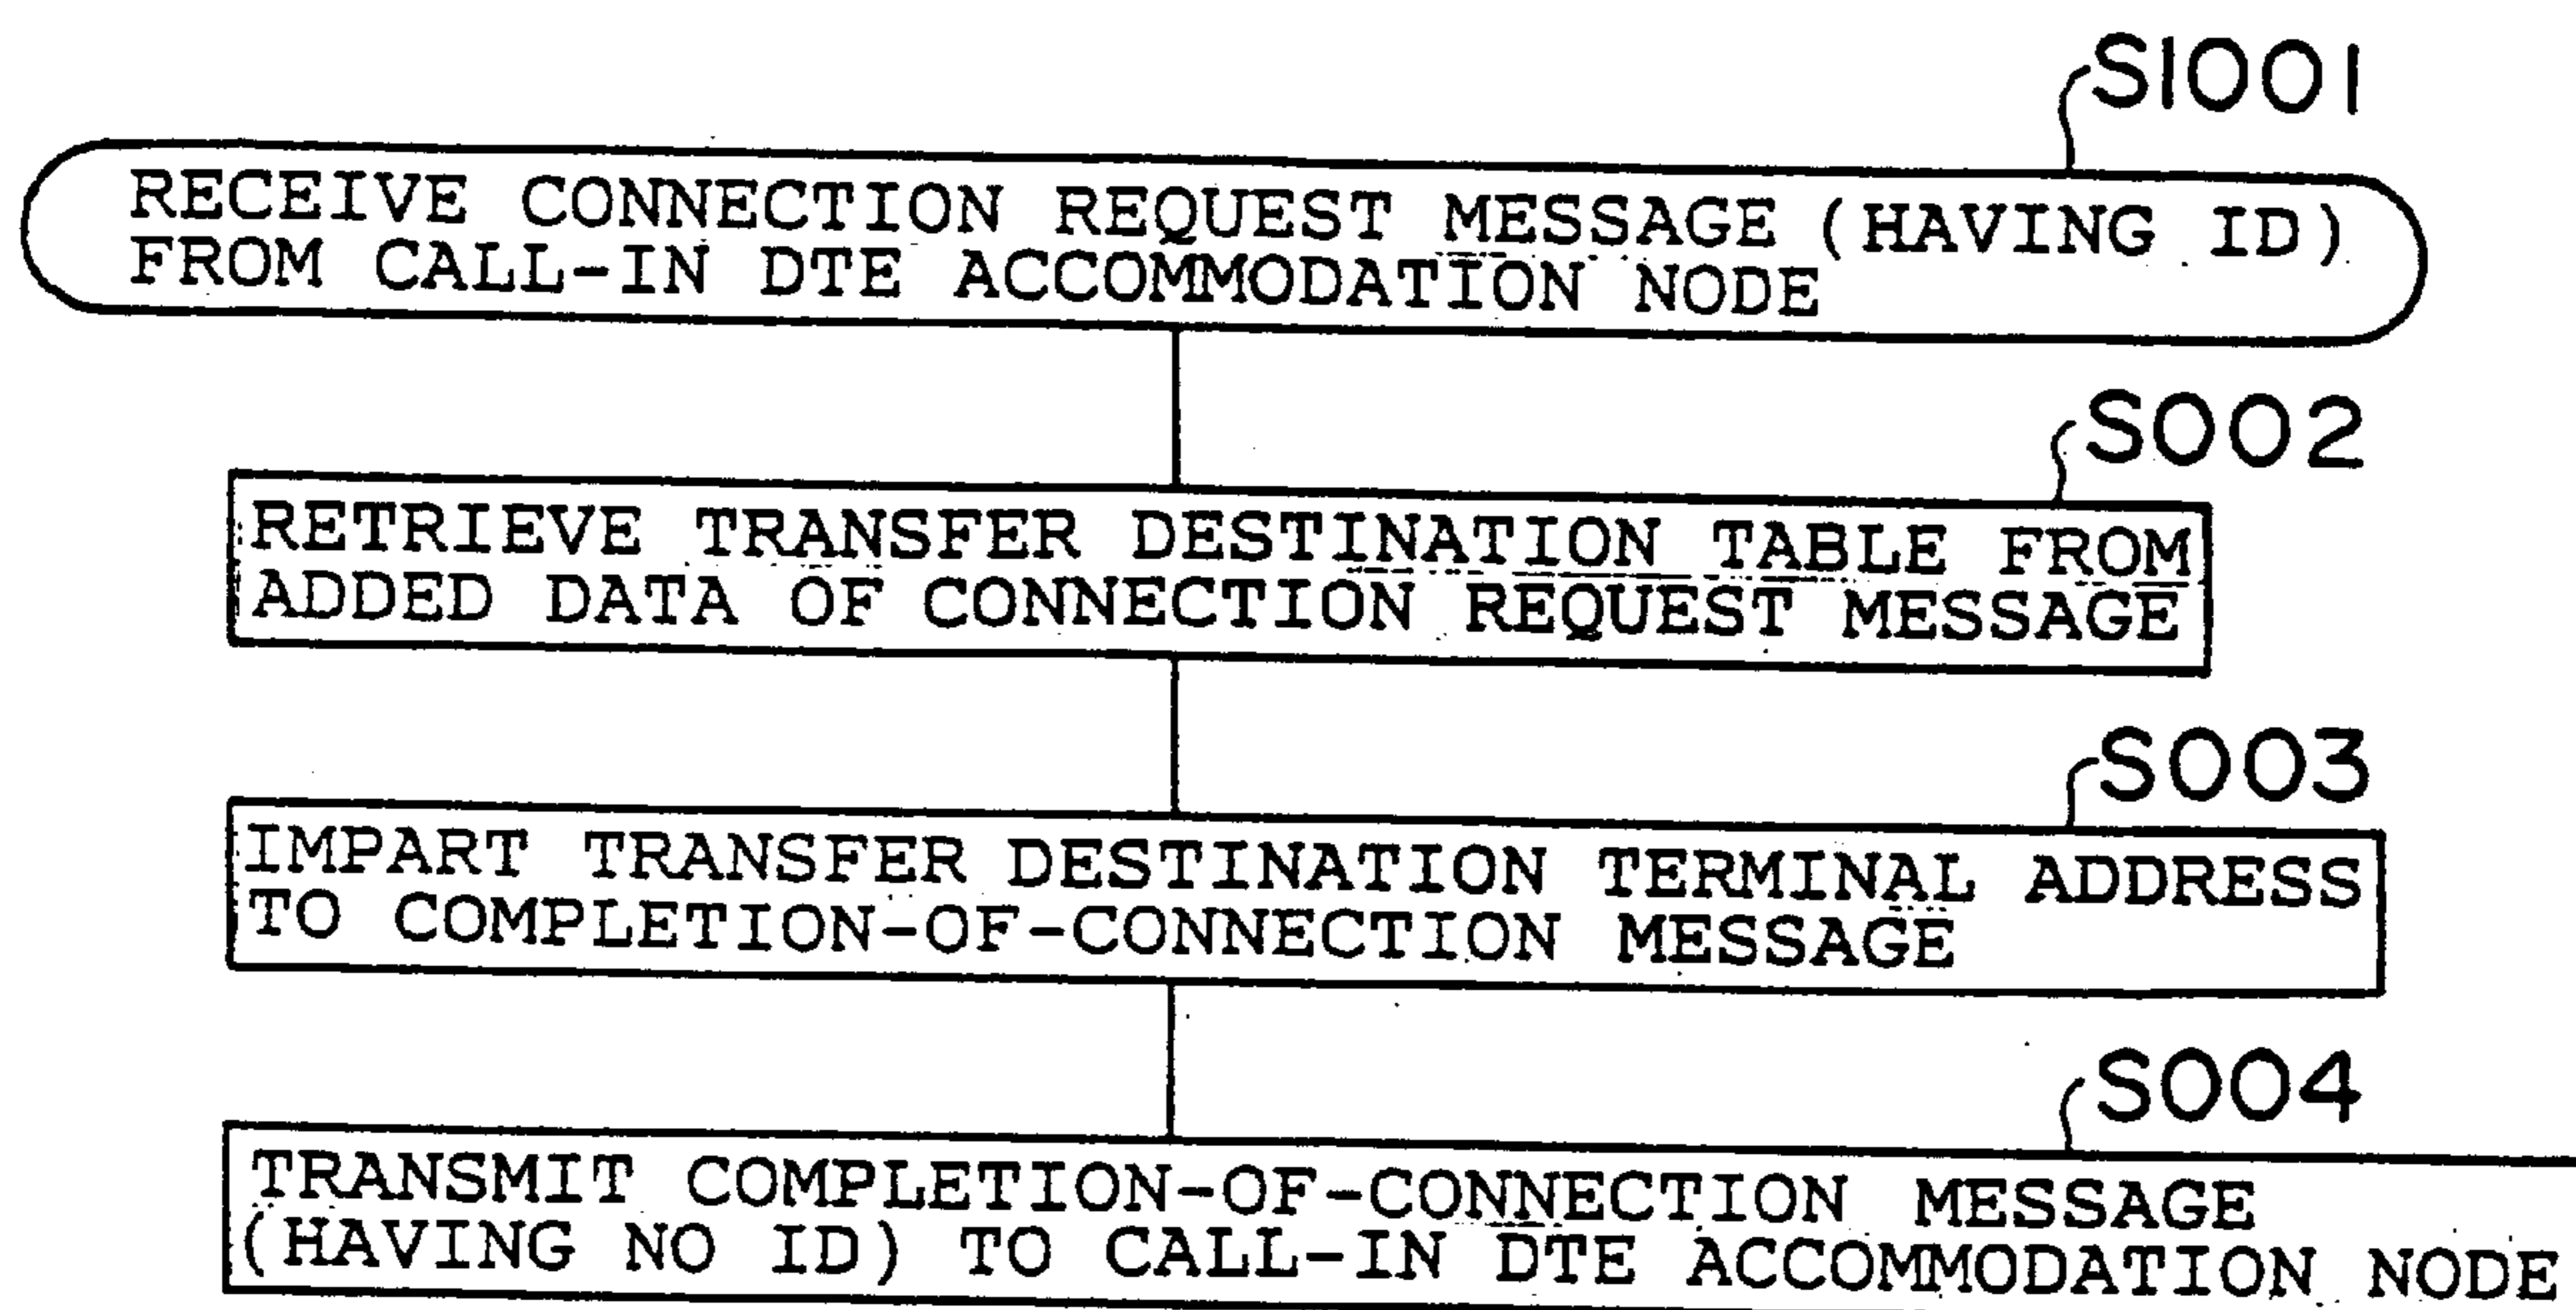 S1001
RECEIVE CONNECTION REQUEST MESSAGE (HAVING ID)
FROM CALL-IN DTE ACCOMMODATION NODE
S002
RETRIEVE TRANSFER DESTINATION TABLE FROM
ADDED DATA OF CONNECTION REQUEST MESSAGE
S003
IMPART TRANSFER DESTINATION TERMINAL ADDRESS
TO COMPLETION-OF-CONNECTION MESSAGE
S004
TRANSMIT COMPLETION-OF-CONNECTION MESSAGE
(HAVING NO ID) TO CALL-IN DTE ACCOMMODATION NODE